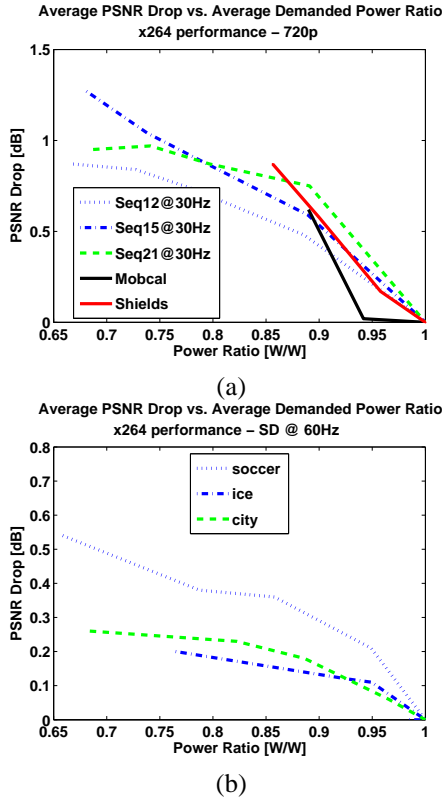 Average PSNR Drop vs. Average Demanded Power Ratio
x264 performance – 720p
1.5
1
0.5
0
PSNR Drop [dB]
Seq12@30Hz
Seq15@30Hz
Seq21@30Hz
Mobcal
Shields
0.65 0.7 0.75 0.8 0.85 0.9 0.95 1
Power Ratio [W/W]
(a)
Average PSNR Drop vs. Average Demanded Power Ratio
x264 performance – SD @ 60Hz
0.8
0.7
0.6
0.5
0.4
0.3
0.2
0.1
0
PSNR Drop [dB]
soccer
ice
city
0.65 0.7 0.75 0.8 0.85 0.9 0.95 1
Power Ratio [W/W]
(b)